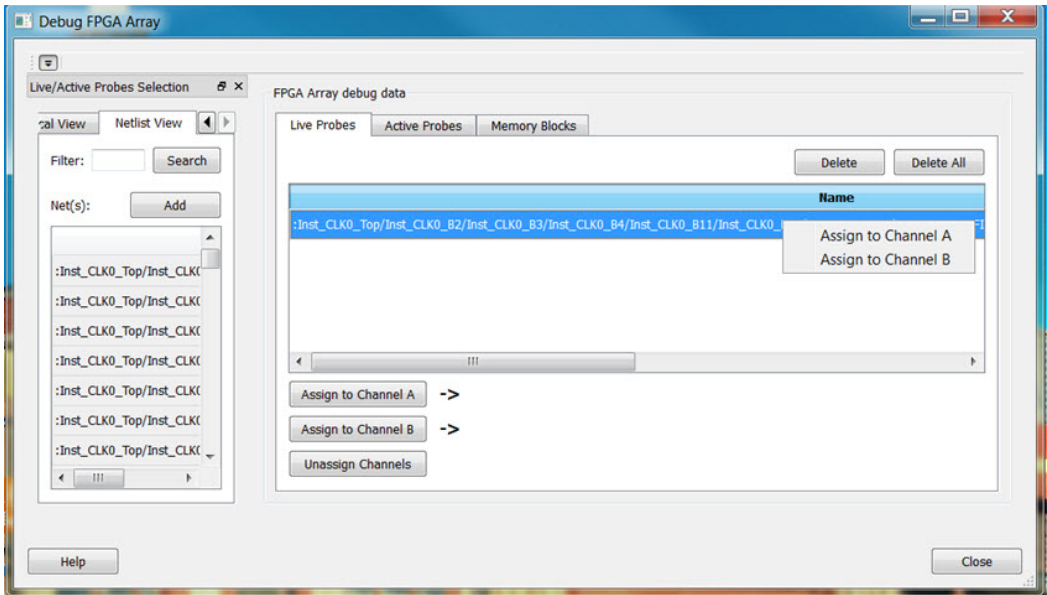 Debug FPGA Array
Live/Active Probes Selection
cal View
Netlist View
Filter:
Search
Net(s):
Add
:Inst_CLK0_Top/Inst_CLK
:Inst_CLK0_Top/Inst_CLK
:Inst_CLK0_Top/Inst_CLK
:Inst_CLK0_Top/Inst_CLK
:Inst_CLK0_Top/Inst_CLK
:Inst_CLK0_Top/Inst_CLK
:Inst_CLK0_Top/Inst_CLK
FPGA Array debug data
Live Probes
Active Probes
Memory Blocks
Delete
Delete All
Name
:Inst_CLK0_Top/Inst_CLK0_B2/Inst_CLK0_B3/Inst_CLK0_B4/Inst_CLK0_B11/Inst_CLK0_
Assign to Channel A
Assign to Channel B
Assign to Channel A ->
Assign to Channel B ->
Unassign Channels
Help
Close